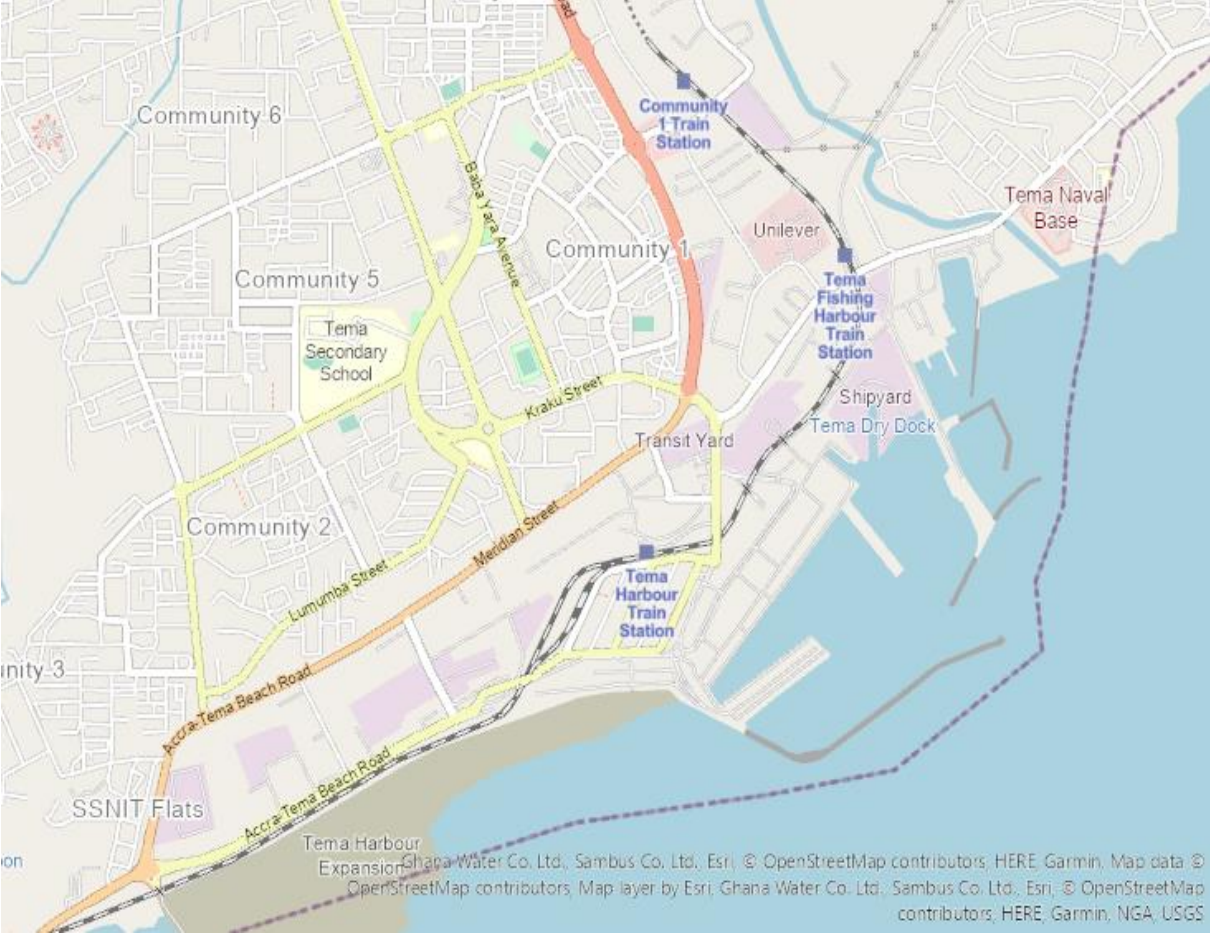 oad
Community 6
Community
1 Train
Station
Baba Yara Avenue
Community 1
Unilever
Tema Naval
Base
Community 5
Tema
Fishing
Harbour
Train
Station
Tema
Secondary
School
Kraku Street
Shipyard
Transit Yard
Tema Dry Dock
Community 2
Meridian Street
Lumumba Street
Tema
Harbour
Train
Station
unity 3
Accra-Tema Beach Road
SSNIT Flats
Accra-Tema Beach Road
Tema Harbour
Expansion
oon
Ghana Water Co. Ltd., Sambus Co. Ltd., Esri, © OpenStreetMap contributors, HERE, Garmin, Map data ©
OpenStreetMap contributors, Map layer by Esri, Ghana Water Co. Ltd., Sambus Co. Ltd., Esri, © OpenStreetMap
contributors, HERE, Garmin, NGA, USGS